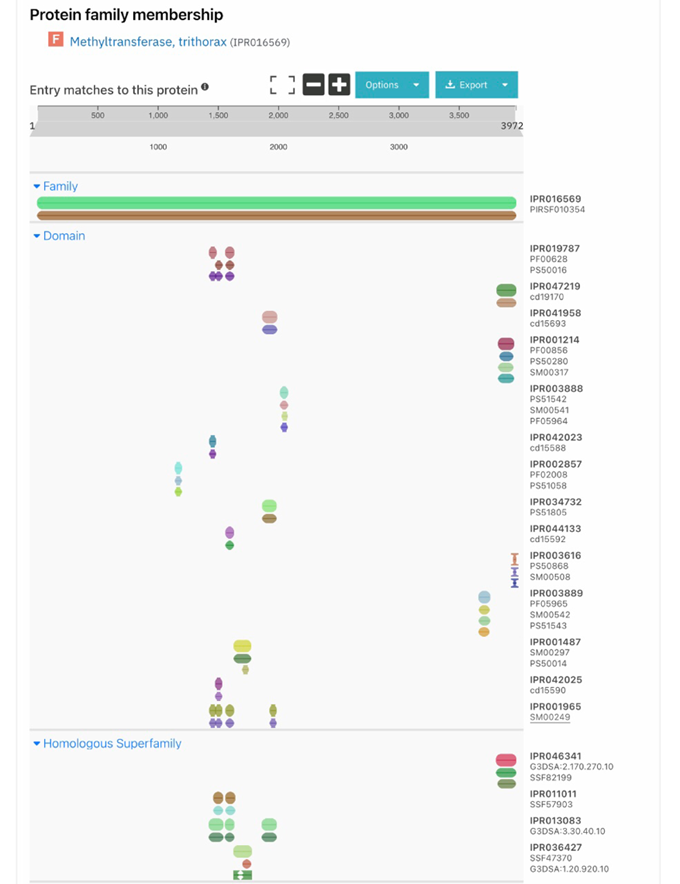 Protein family membership
F Methyltransferase, trithorax (IPR016569)
Entry matches to this protein
Options
Export
500 1,000 1,500 2,000 2,500 3,000 3,500
1 3972
1000 2000 3000
Family
IPR016569
PIRSF010354
Domain
IPR019787
PF00628
PS50016
IPR047219
cd19170
IPR041958
cd15693
IPR001214
PF00856
PS50280
SM00317
IPR003888
PS51542
SM00541
PF05964
IPR042023
cd15588
IPR002857
PF02008
PS51058
IPR034732
PS51805
IPR044133
cd15592
IPR003616
PS50868
SM00508
IPR003889
PF05965
SM00542
PS51543
IPR001487
SM00297
PS50014
IPR042025
cd15590
IPR001965
SM00249
Homologous Superfamily
IPR046341
G3DSA:2.170.270.10
SSF82199
IPR011011
SSF57903
IPR013083
G3DSA:3.30.40.10
IPR036427
SSF47370
G3DSA:1.20.920.10